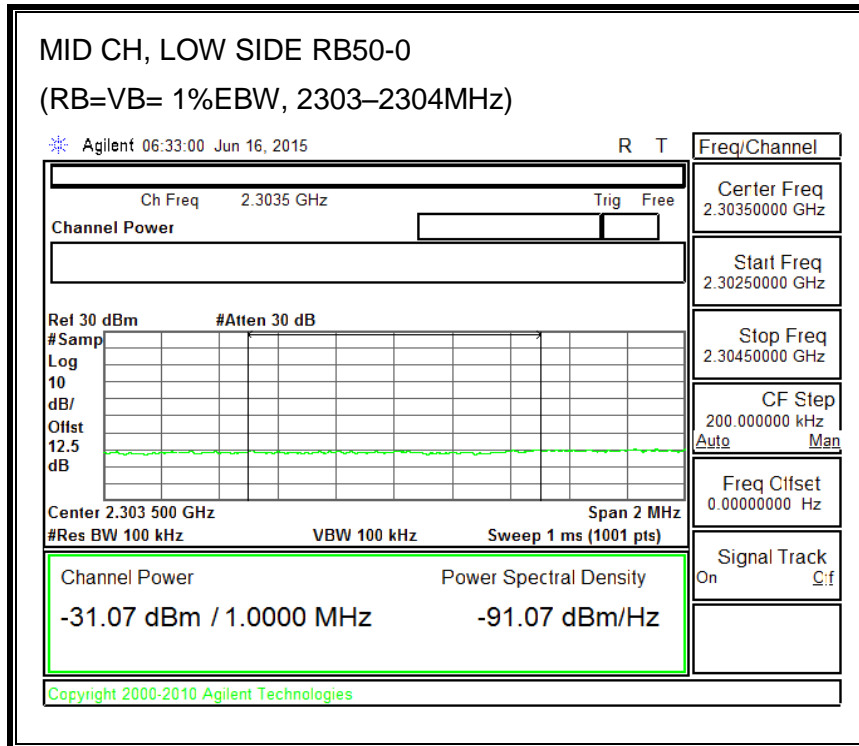 MID CH, LOW SIDE RB50-0
(RB=VB= 1%EBW, 2303–2304MHz)
Agilent 06:33:00 Jun 16, 2015 R T
Freq/Channel
Ch Freq 2.3035 GHz Trig Free
Channel Power
Center Freq
2.30350000 GHz
Start Freq
2.30250000 GHz
Stop Freq
2.30450000 GHz
CF Step
200.000000 kHz
Auto Man
Freq Offset
0.00000000 Hz
Signal Track
On Off
Ref 30 dBm #Atten 30 dB
#Samp
Log
10
dB/
Offst
12.5
dB
Center 2.303 500 GHz Span 2 MHz
#Res BW 100 kHz VBW 100 kHz Sweep 1 ms (1001 pts)
Channel Power Power Spectral Density
-31.07 dBm / 1.0000 MHz -91.07 dBm/Hz
Copyright 2000-2010 Agilent Technologies